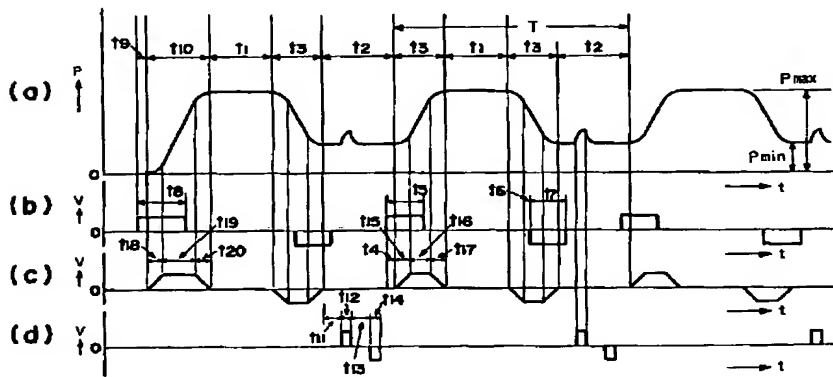 T
t9
t10 t1 t3 t2 t3 t1 t3 t2
P
(a)
Pmax
Pmin
0
t
V
(b)
t8
t5
t6 t7
0
t
t19
t15
t16
t18
t20
t4
t17
V
(c)
0
t
t12
t14
V
(d)
t11
t13
0
t